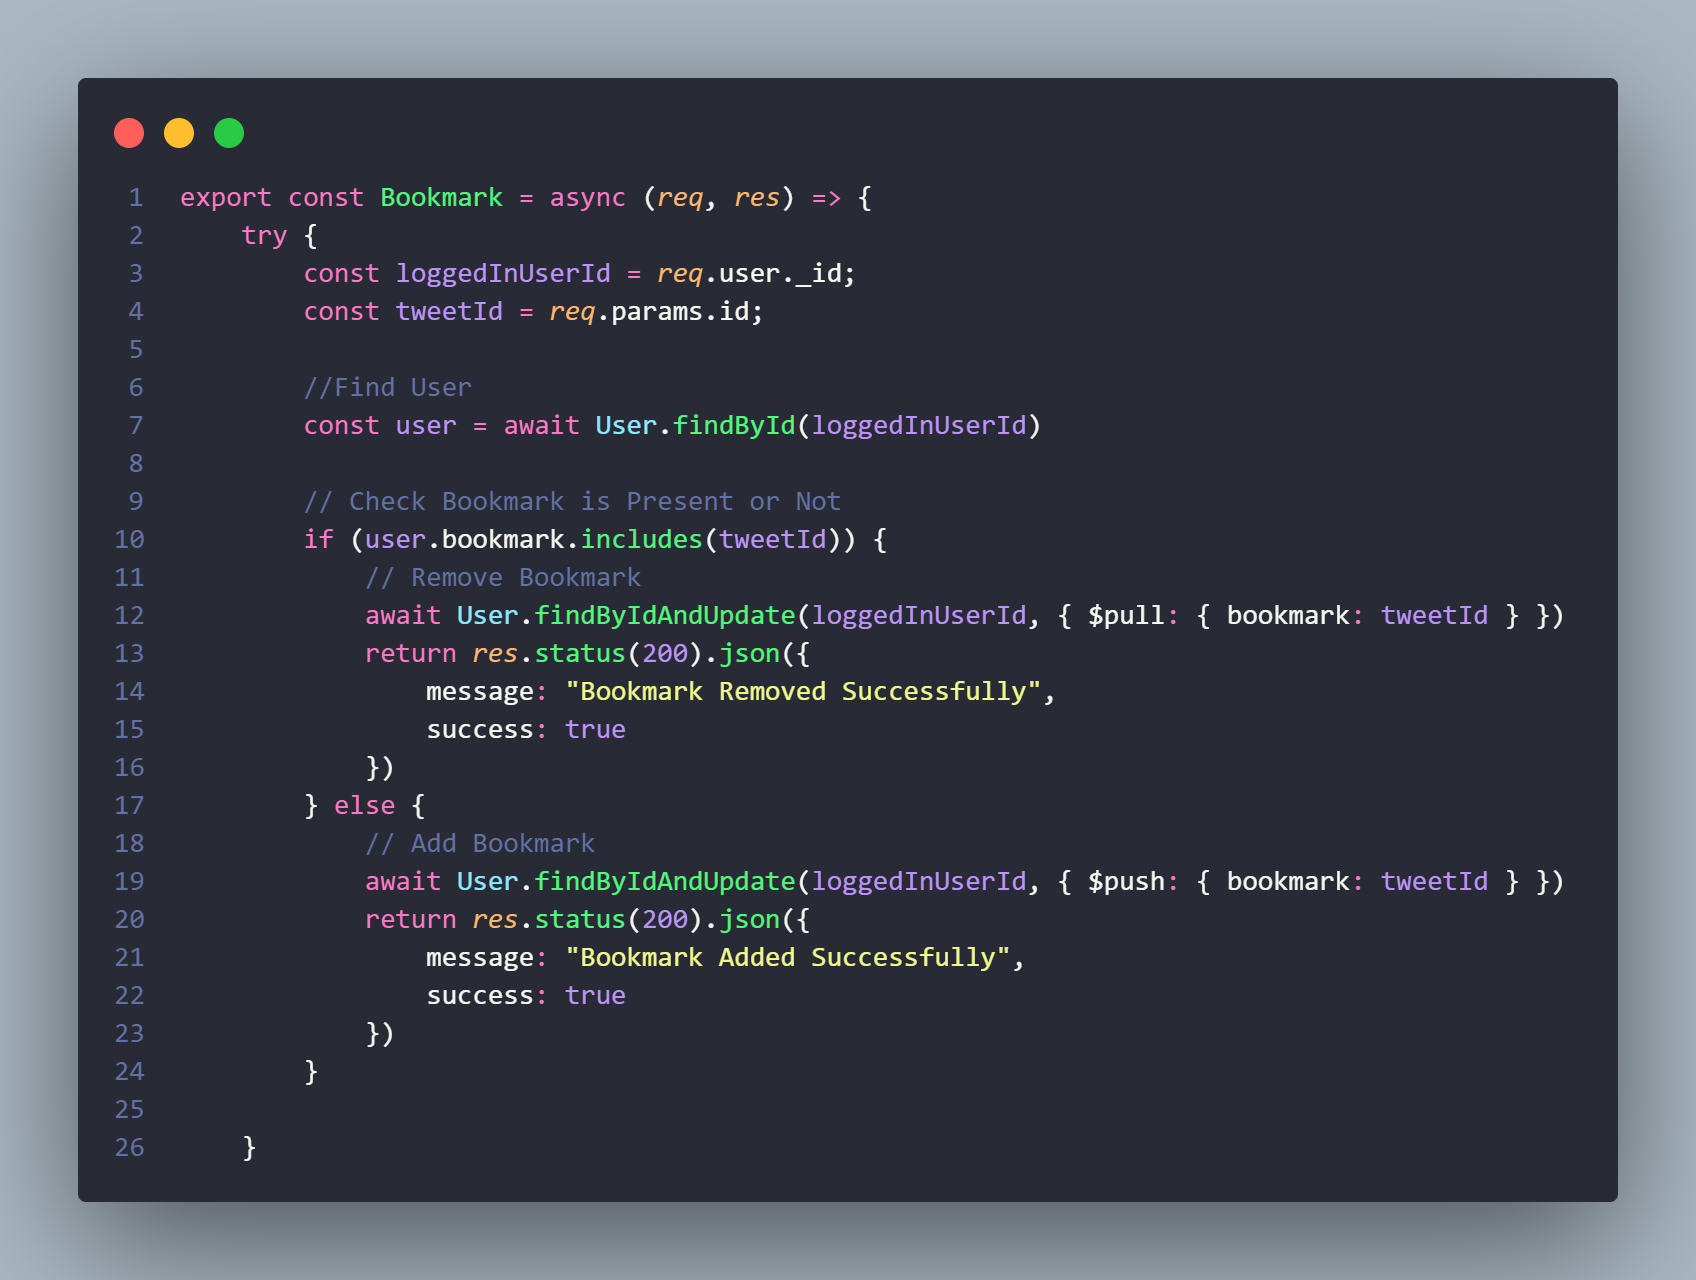 1 export const Bookmark = async (req, res) => {
2 try {
3 const loggedInUserId = req.user._id;
4 const tweetId = req.params.id;
5
6 //Find User
7 const user = await User.findById(loggedInUserId)
8
9 // Check Bookmark is Present or Not
10 if (user.bookmark.includes(tweetId)) {
11 // Remove Bookmark
12 await User.findByIdAndUpdate(loggedInUserId, { $pull: { bookmark: tweetId } })
13 return res.status(200).json({
14 message: "Bookmark Removed Successfully",
15 success: true
16 })
17 } else {
18 // Add Bookmark
19 await User.findByIdAndUpdate(loggedInUserId, { $push: { bookmark: tweetId } })
20 return res.status(200).json({
21 message: "Bookmark Added Successfully",
22 success: true
23 })
24 }
25
26 }